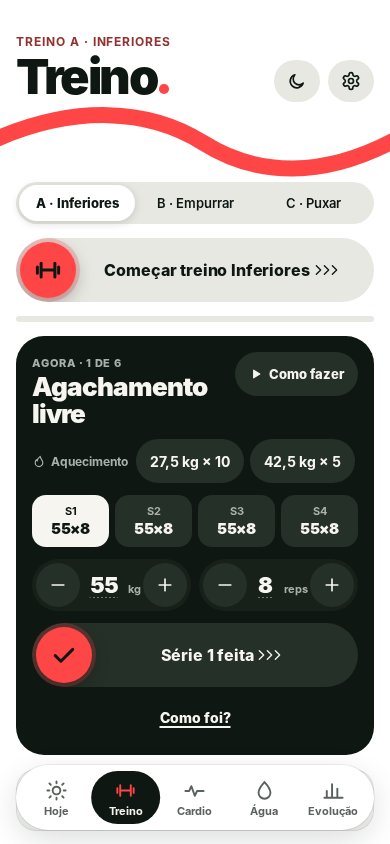 TREINO A · INFERIORES
Treino.
A · Inferiores
B · Empurrar
C · Puxar
Começar treino Inferiores >>>
AGORA · 1 DE 6
Agachamento
livre
Como fazer
Aquecimento
27,5 kg × 10
42,5 kg × 5
S1
55×8
S2
55×8
S3
55×8
S4
55×8
− 55 kg +
− 8 reps +
Série 1 feita >>>
Como foi?
Hoje
Treino
Cardio
Água
Evolução